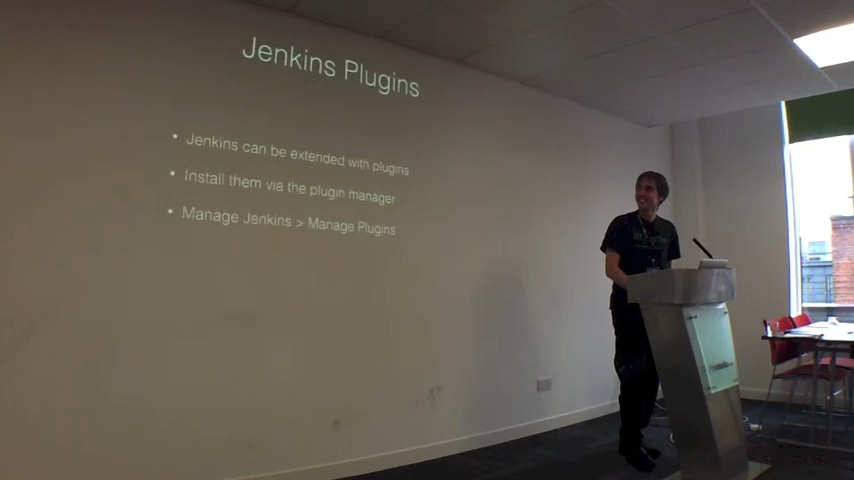 Jenkins Plugins
• Jenkins can be extended with plugins
• Install them via the plugin manager
• Manage Jenkins > Manage Plugins